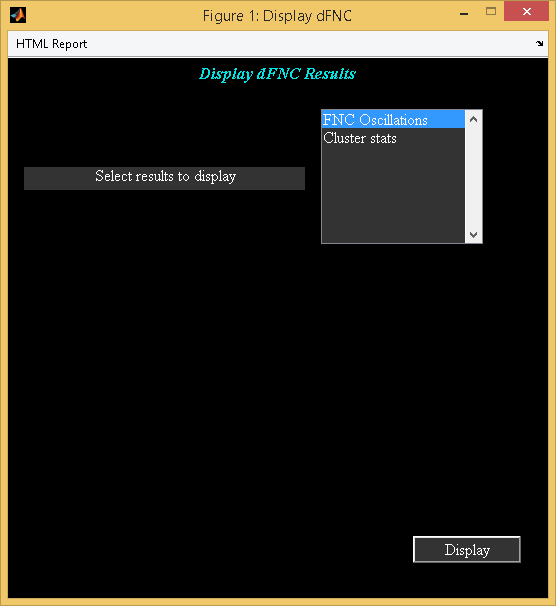 Figure 1: Display dFNC
HTML Report
Display dFNC Results
FNC Oscillations
Cluster stats
Select results to display
Display